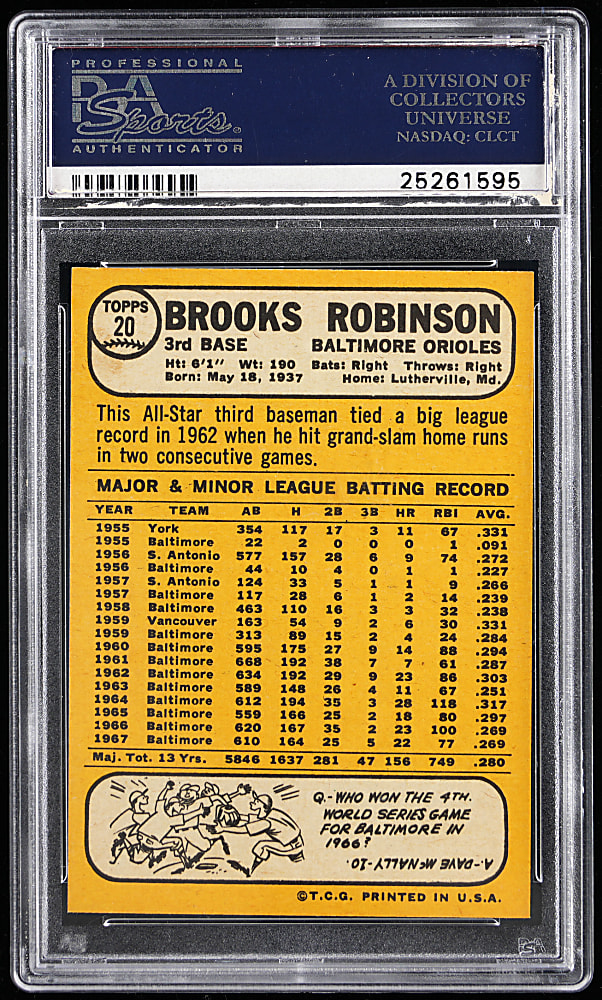 PROFESSIONAL
PSA
Sports
AUTHENTICATOR
A DIVISION OF
COLLECTORS
UNIVERSE
NASDAQ: CLCT
25261595
TOPPS
20
BROOKS ROBINSON
3rd BASE BALTIMORE ORIOLES
Ht: 6'1" Wt: 190 Bats: Right Throws: Right
Born: May 18, 1937 Home: Lutherville, Md.
This All-Star third baseman tied a big league
record in 1962 when he hit grand-slam home runs
in two consecutive games.
MAJOR & MINOR LEAGUE BATTING RECORD
YEAR TEAM AB H 2B 3B HR RBI AVG.
1955 York 354 117 17 3 11 67 .331
1955 Baltimore 22 2 0 0 0 1 .091
1956 S. Antonio 577 157 28 6 9 74 .272
1956 Baltimore 44 10 4 0 1 1 .227
1957 S. Antonio 124 33 5 1 1 9 .266
1957 Baltimore 117 28 6 1 2 14 .239
1958 Baltimore 463 110 16 3 3 32 .238
1959 Vancouver 163 54 9 2 6 30 .331
1959 Baltimore 313 89 15 2 4 24 .284
1960 Baltimore 595 175 27 9 14 88 .294
1961 Baltimore 668 192 38 7 7 61 .287
1962 Baltimore 634 192 29 9 23 86 .303
1963 Baltimore 589 148 26 4 11 67 .251
1964 Baltimore 612 194 35 3 28 118 .317
1965 Baltimore 559 166 25 2 18 80 .297
1966 Baltimore 620 167 35 2 23 100 .269
1967 Baltimore 610 164 25 5 22 77 .269
Maj. Tot. 13 Yrs. 5846 1637 281 47 156 749 .280
Q.-WHO WON THE 4TH.
WORLD SERIES GAME
FOR BALTIMORE IN
1966?
A.-DAVE McNALLY-1-0.
©T.C.G. PRINTED IN U.S.A.
PSA